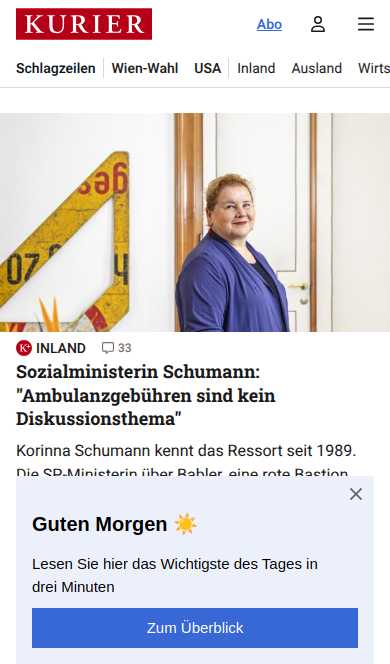 KURIER
Abo
Schlagzeilen Wien-Wahl USA Inland Ausland Wirts
INLAND 33
Sozialministerin Schumann:
"Ambulanzgebühren sind kein
Diskussionsthema"
Korinna Schumann kennt das Ressort seit 1989.
Die SP-Ministerin über Babler, eine rote Bastion
Guten Morgen ☀️
Lesen Sie hier das Wichtigste des Tages in
drei Minuten
Zum Überblick